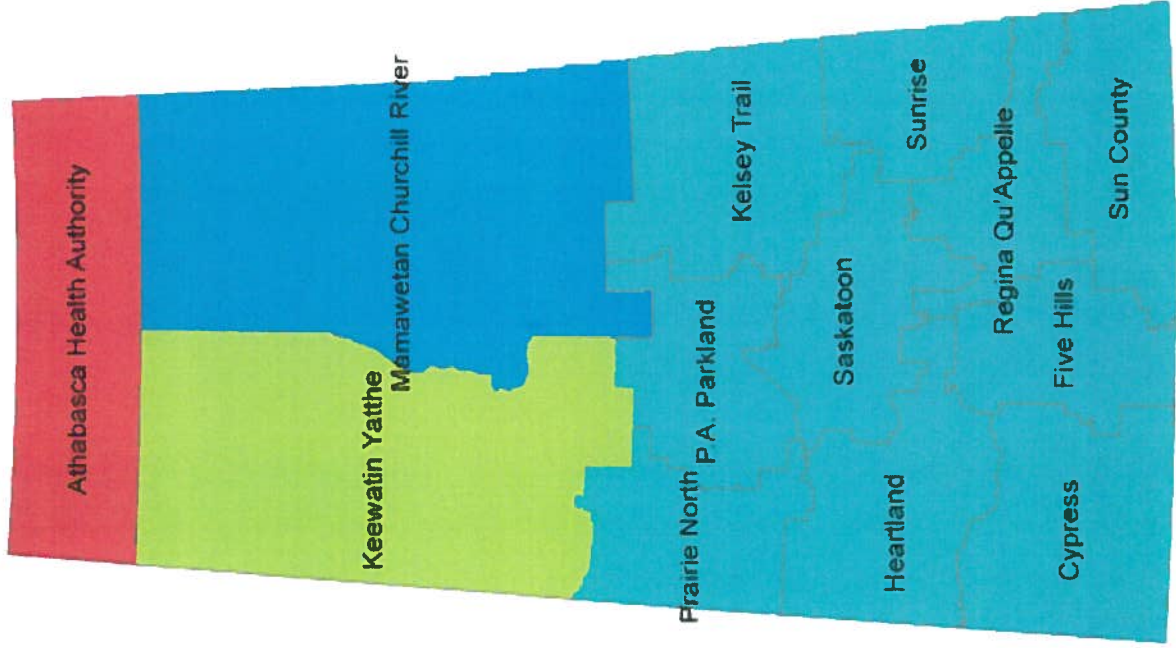 Athabasca Health Authority
Keewatin Yatthe
Mamawetan Churchill River
Prairie North
P.A. Parkland
Kelsey Trail
Heartland
Saskatoon
Sunrise
Cypress
Five Hills
Regina Qu'Appelle
Sun County